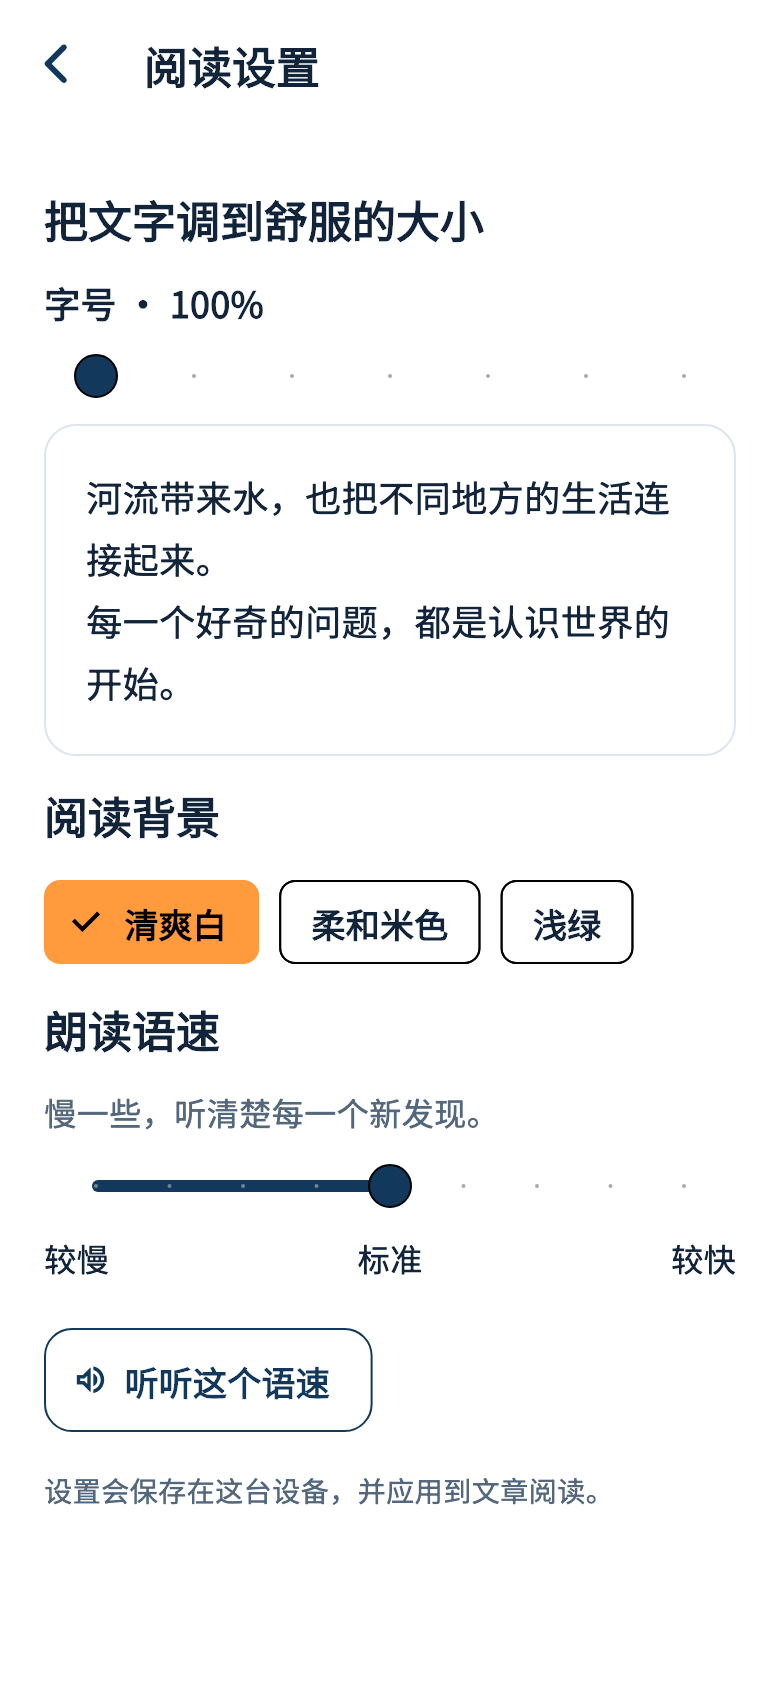 阅读设置
把文字调到舒服的大小
字号 · 100%
河流带来水，也把不同地方的生活连
接起来。
每一个好奇的问题，都是认识世界的
开始。
阅读背景
清爽白 柔和米色 浅绿
朗读语速
慢一些，听清楚每一个新发现。
较慢 标准 较快
听听这个语速
设置会保存在这台设备，并应用到文章阅读。